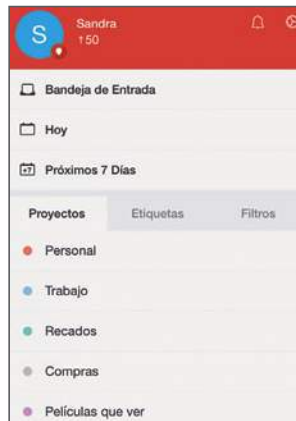 S
Sandra
↑50
Bandeja de Entrada
Hoy
+7 Próximos 7 Días
Proyectos Etiquetas Filtros
Personal
Trabajo
Recados
Compras
Películas que ver